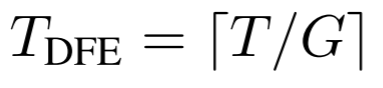 T_DFE = ⌈T/G⌉